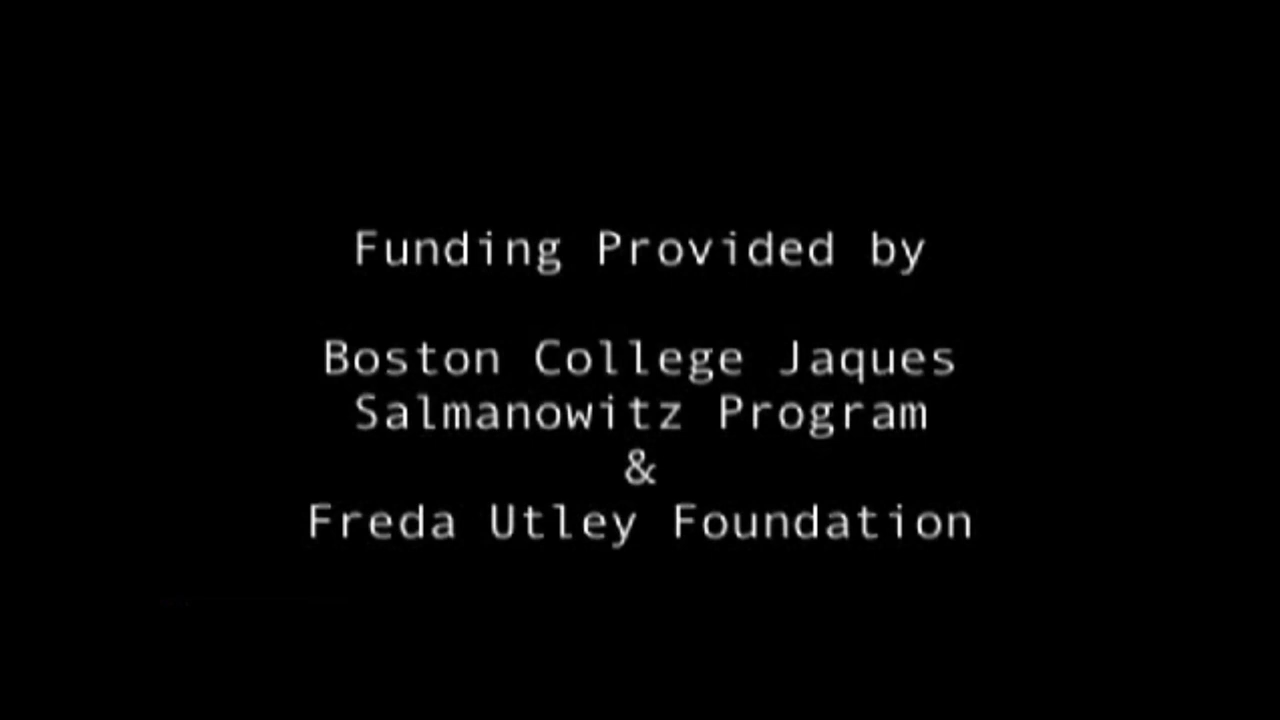 Funding Provided by
Boston College Jaques
Salmanowitz Program
&
Freda Utley Foundation